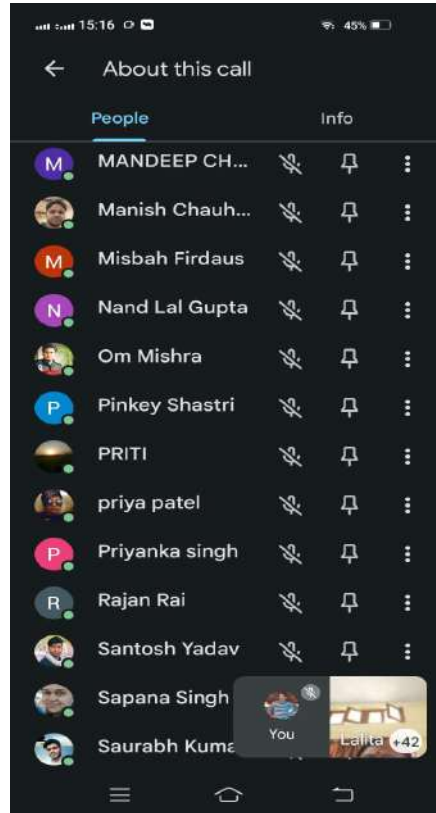 15:16 45%
About this call
People Info
M MANDEEP CH...
Manish Chauh...
M Misbah Firdaus
N Nand Lal Gupta
Om Mishra
P Pinkey Shastri
PRITI
priya patel
P Priyanka singh
R Rajan Rai
Santosh Yadav
Sapana Singh
You Lalita +42
Saurabh Kuma